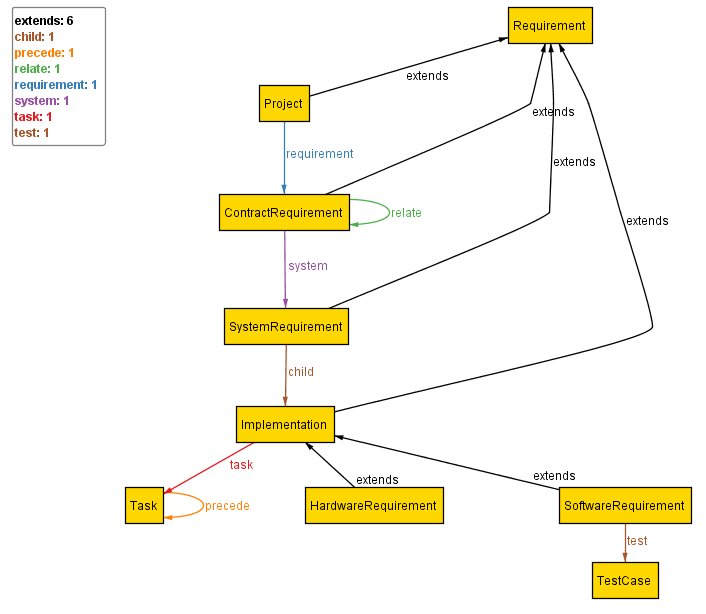 extends: 6
child: 1
precede: 1
relate: 1
requirement: 1
system: 1
task: 1
test: 1
Requirement
extends
Project
extends
requirement
extends
ContractRequirement
relate
extends
system
SystemRequirement
child
Implementation
task
extends
extends
Task
precede
HardwareRequirement
SoftwareRequirement
test
TestCase